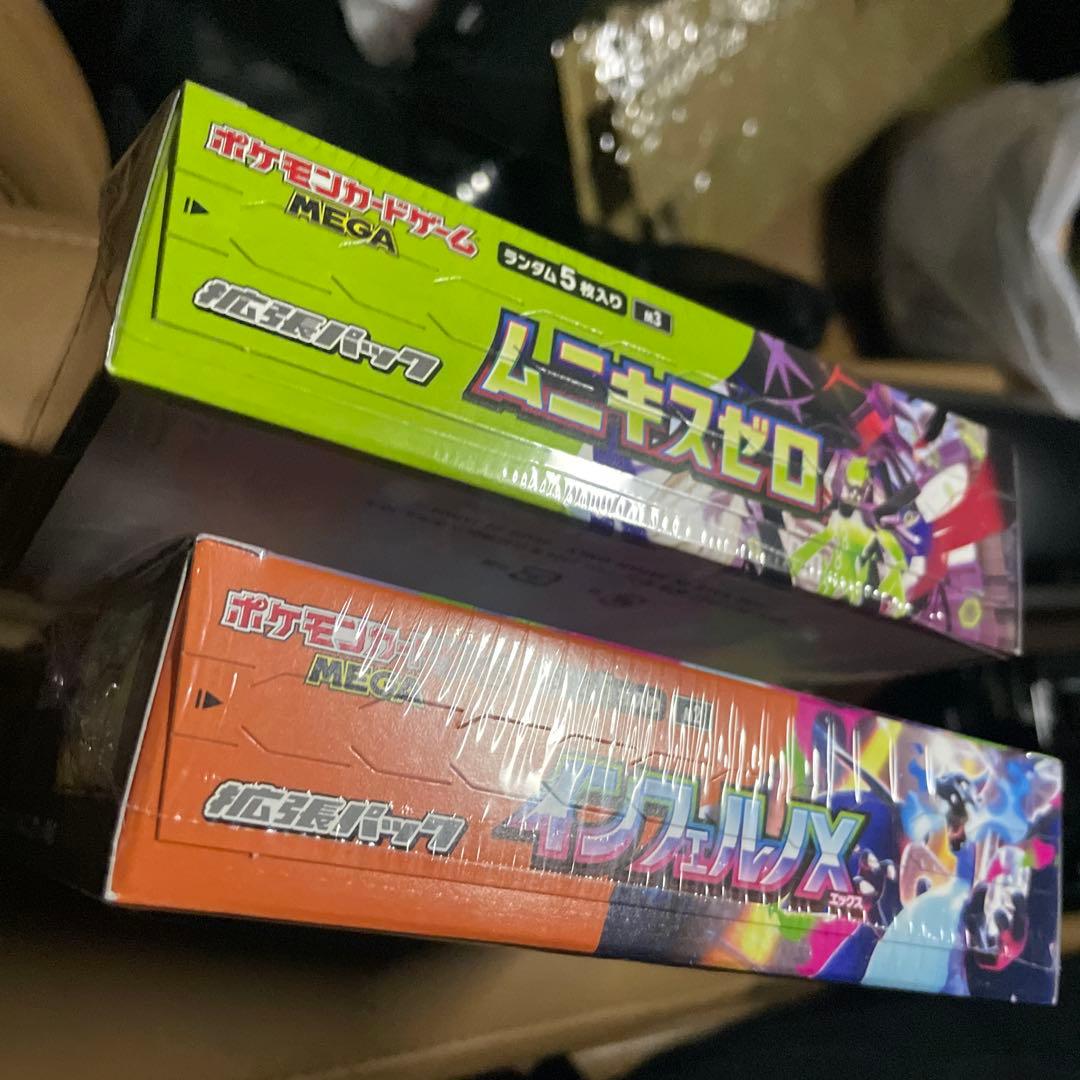 ポケモンカードゲーム
MEGA
ランダム5枚入り
M3
拡張パック
ムニキスゼロ
ポケモンカード
MEGA
拡張パック
インフェルノX
エックス